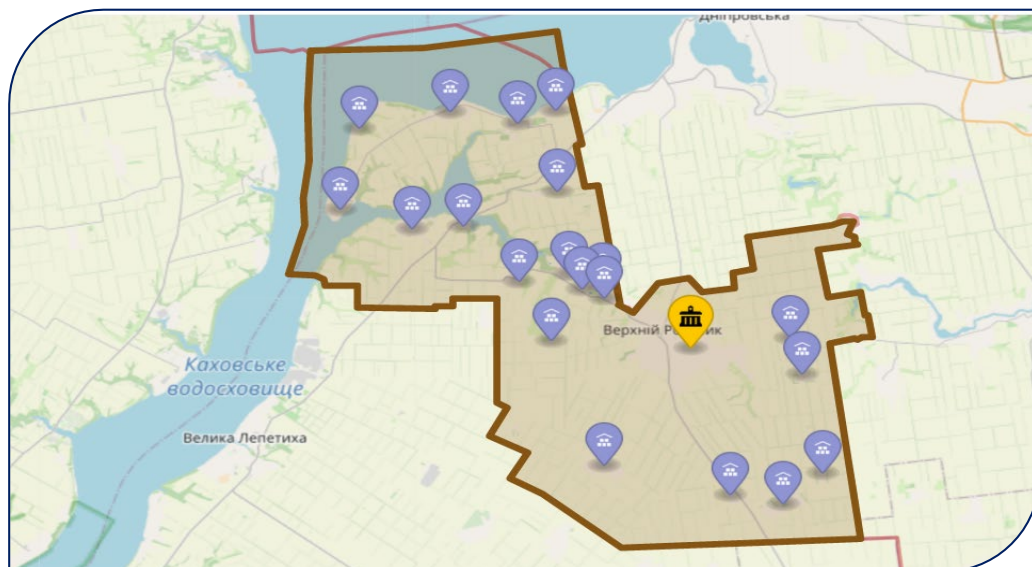 Дніпровська
Верхній
Каховське
водосховище
Велика Лепетиха